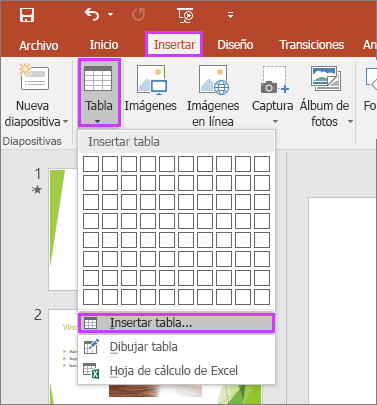 Archivo Inicio Insertar Diseño Transiciones An
Nueva diapositiva Tabla Imágenes Imágenes en línea Captura Álbum de fotos Fo
Diapositivas
Insertar tabla
1
2
Insertar tabla...
Dibujar tabla
Hoja de cálculo de Excel